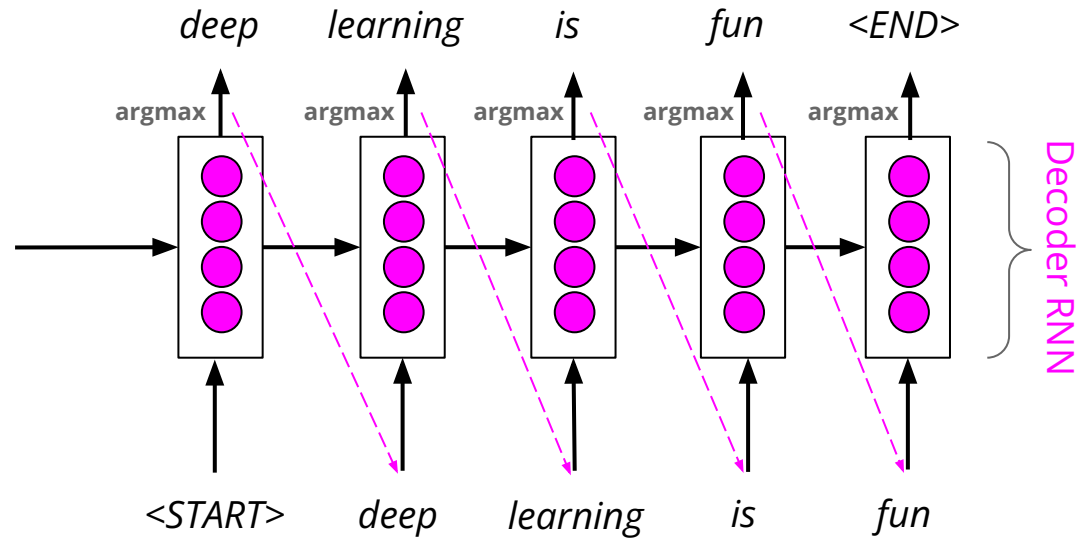 deep learning is fun <END>
argmax argmax argmax argmax argmax
Decoder RNN
<START> deep learning is fun